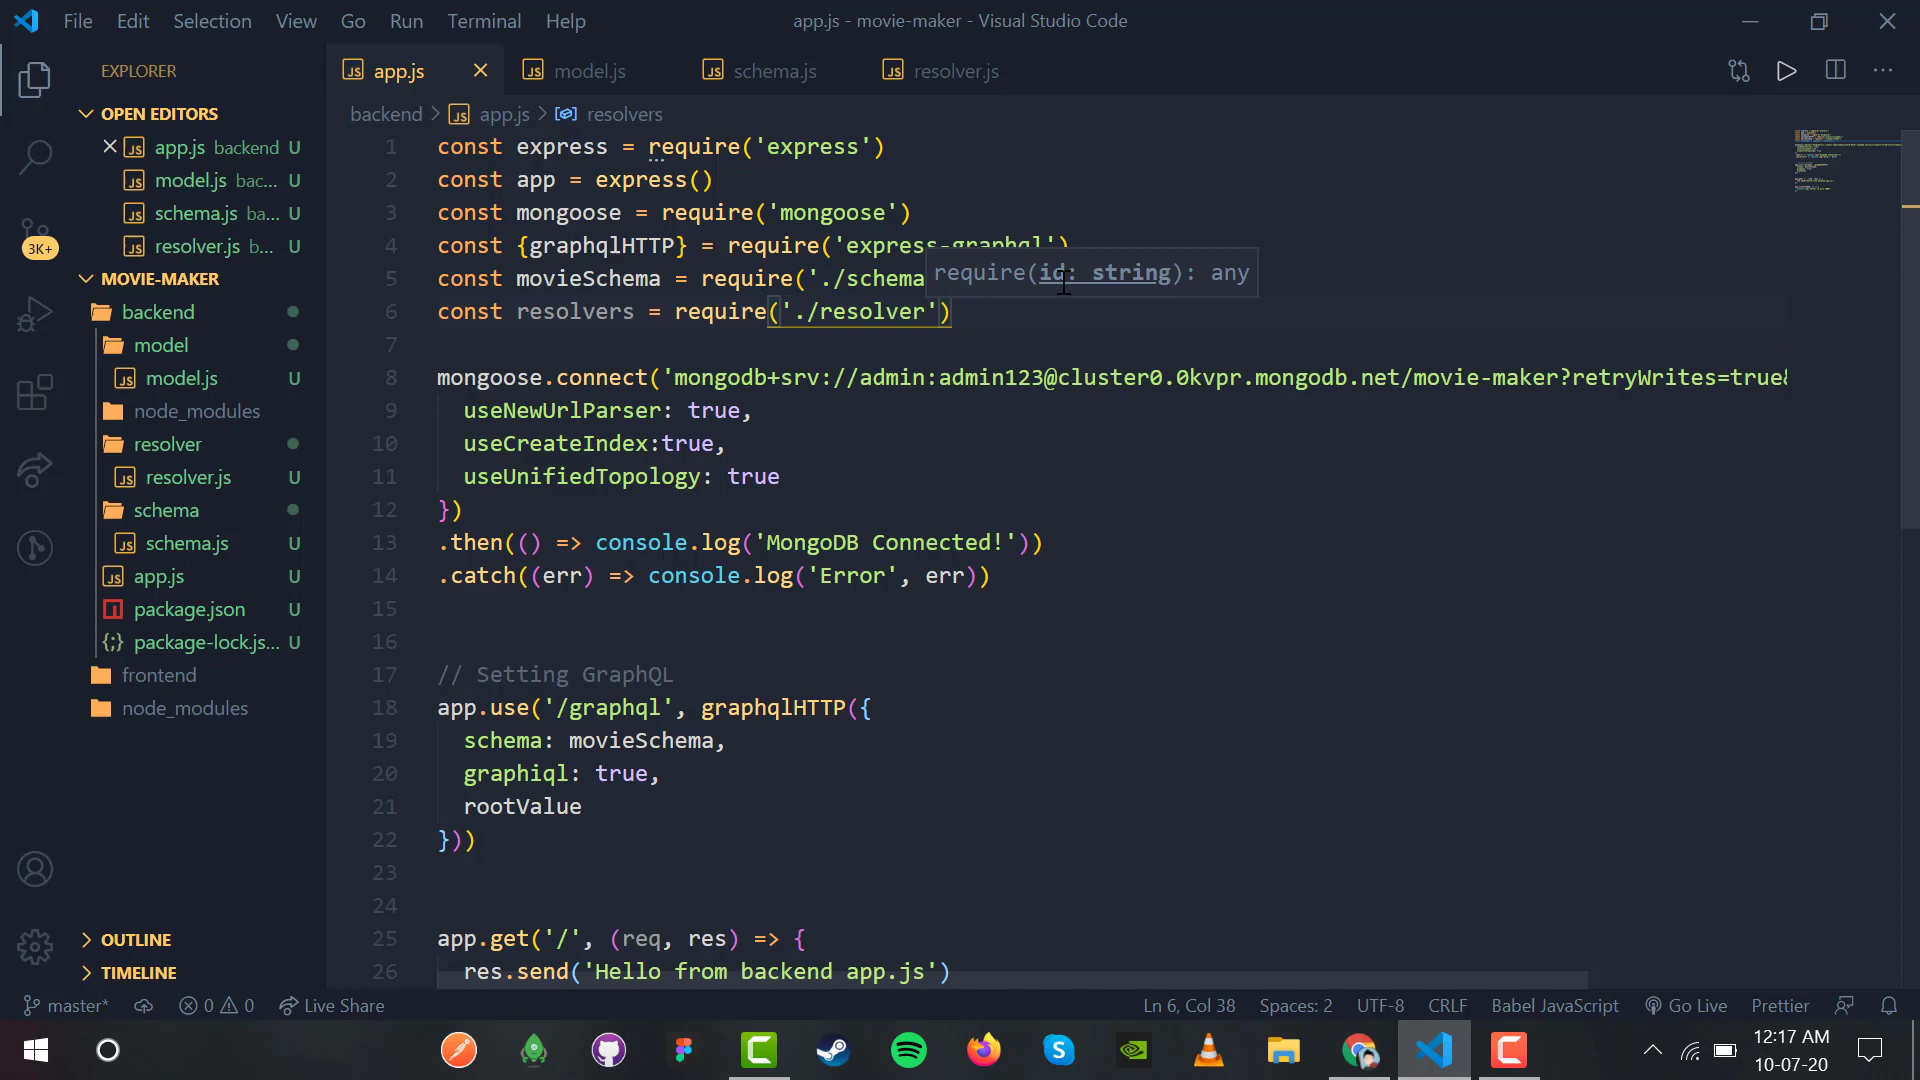 File Edit Selection View Go Run Terminal Help
app.js - movie-maker - Visual Studio Code
EXPLORER
OPEN EDITORS
app.js backend U
model.js bac... U
schema.js ba... U
resolver.js b... U
3K+
MOVIE-MAKER
backend
model
model.js U
node_modules
resolver
resolver.js U
schema
schema.js U
app.js U
package.json U
package-lock.js... U
frontend
node_modules
OUTLINE
TIMELINE
app.js model.js schema.js resolver.js
backend > app.js > resolvers
1 const express = require('express')
2 const app = express()
3 const mongoose = require('mongoose')
4 const {graphqlHTTP} = require('express-graphql')
5 const movieSchema = require('./schema
require(id: string): any
6 const resolvers = require('./resolver')
7
8 mongoose.connect('mongodb+srv://admin:admin123@cluster0.0kvpr.mongodb.net/movie-maker?retryWrites=true&
9 useNewUrlParser: true,
10 useCreateIndex:true,
11 useUnifiedTopology: true
12 })
13 .then(() => console.log('MongoDB Connected!'))
14 .catch((err) => console.log('Error', err))
15
16
17 // Setting GraphQL
18 app.use('/graphql', graphqlHTTP({
19 schema: movieSchema,
20 graphiql: true,
21 rootValue
22 }))
23
24
25 app.get('/', (req, res) => {
26 res.send('Hello from backend app.js')
master* 0 0 Live Share
Ln 6, Col 38 Spaces: 2 UTF-8 CRLF Babel JavaScript Go Live Prettier
12:17 AM
10-07-20